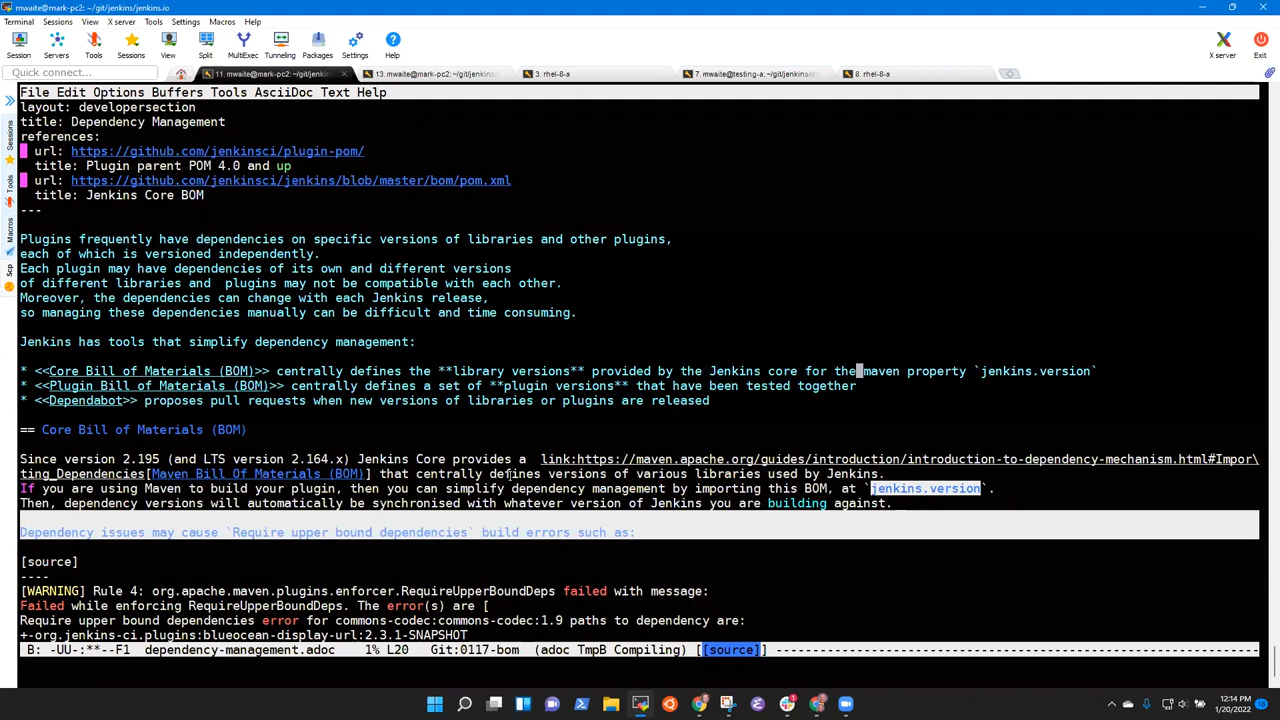 mwaite@mark-pc2: ~/git/jenkins/jenkins.io
Terminal Sessions View X server Tools Settings Macros Help
Session Servers Tools Sessions View Split MultiExec Tunneling Packages Settings Help X server Exit
Quick connect...
11. mwaite@mark-pc2: ~/git/jenkin 13. mwaite@mark-pc2: ~/git/jenkins 3. rhel-8-a 7. mwaite@testing-a: ~/git/jenkins/do 8. rhel-8-a
Sessions
Tools
Macros
Scp
File Edit Options Buffers Tools AsciiDoc Text Help
layout: developersection
title: Dependency Management
references:
url: https://github.com/jenkinsci/plugin-pom/
title: Plugin parent POM 4.0 and up
url: https://github.com/jenkinsci/jenkins/blob/master/bom/pom.xml
title: Jenkins Core BOM
---
Plugins frequently have dependencies on specific versions of libraries and other plugins,
each of which is versioned independently.
Each plugin may have dependencies of its own and different versions
of different libraries and  plugins may not be compatible with each other.
Moreover, the dependencies can change with each Jenkins release,
so managing these dependencies manually can be difficult and time consuming.
Jenkins has tools that simplify dependency management:
* <<Core Bill of Materials (BOM)>> centrally defines the **library versions** provided by the Jenkins core for the maven property `jenkins.version`
* <<Plugin Bill of Materials (BOM)>> centrally defines a set of **plugin versions** that have been tested together
* <<Dependabot>> proposes pull requests when new versions of libraries or plugins are released
== Core Bill of Materials (BOM)
Since version 2.195 (and LTS version 2.164.x) Jenkins Core provides a  link:https://maven.apache.org/guides/introduction/introduction-to-dependency-mechanism.html#Impor\
ting_Dependencies[Maven Bill Of Materials (BOM)] that centrally defines versions of various libraries used by Jenkins.
If you are using Maven to build your plugin, then you can simplify dependency management by importing this BOM, at `jenkins.version`.
Then, dependency versions will automatically be synchronised with whatever version of Jenkins you are building against.
Dependency issues may cause `Require upper bound dependencies` build errors such as:
[source]
----
[WARNING] Rule 4: org.apache.maven.plugins.enforcer.RequireUpperBoundDeps failed with message:
Failed while enforcing RequireUpperBoundDeps. The error(s) are [
Require upper bound dependencies error for commons-codec:commons-codec:1.9 paths to dependency are:
+-org.jenkins-ci.plugins:blueocean-display-url:2.3.1-SNAPSHOT
B: -UU-:**--F1  dependency-management.adoc  1% L20  Git:0117-bom  (adoc TmpB Compiling) [[source]] ----------------------------------------------------------------
12:14 PM
1/20/2022